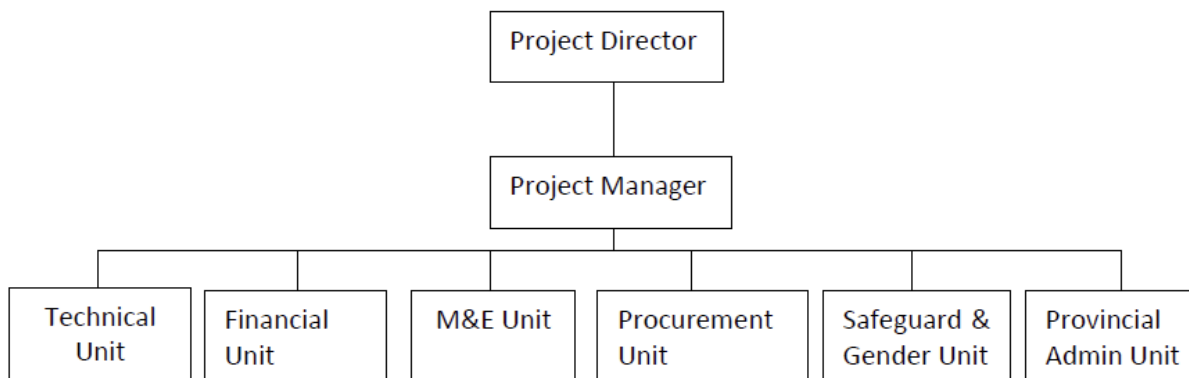 Project Director
Project Manager
Technical
Unit
Financial
Unit
M&E Unit
Procurement
Unit
Safeguard &
Gender Unit
Provincial
Admin Unit